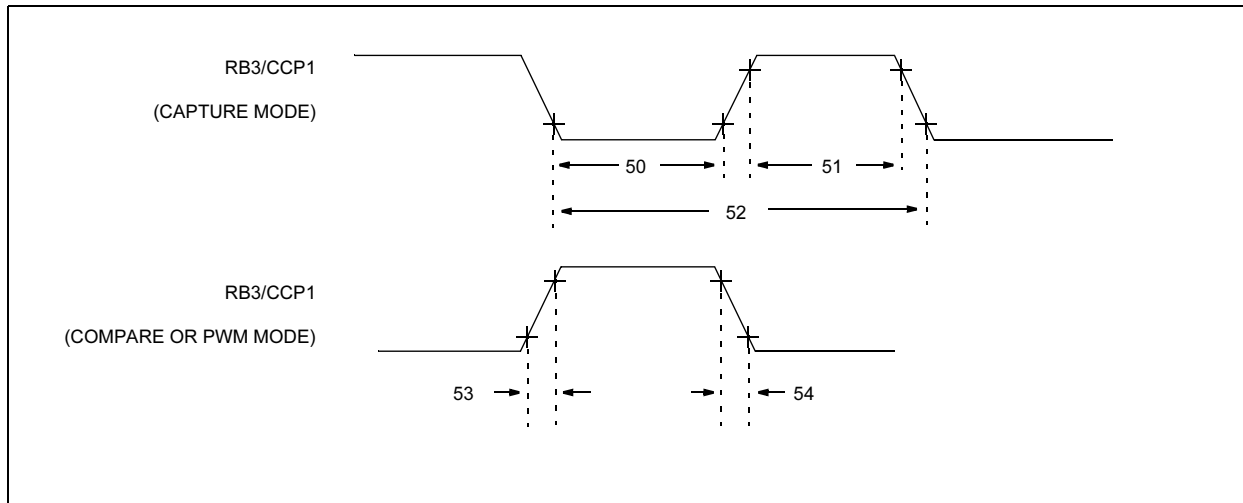 RB3/CCP1
(CAPTURE MODE)
50
51
52
RB3/CCP1
(COMPARE OR PWM MODE)
53
54